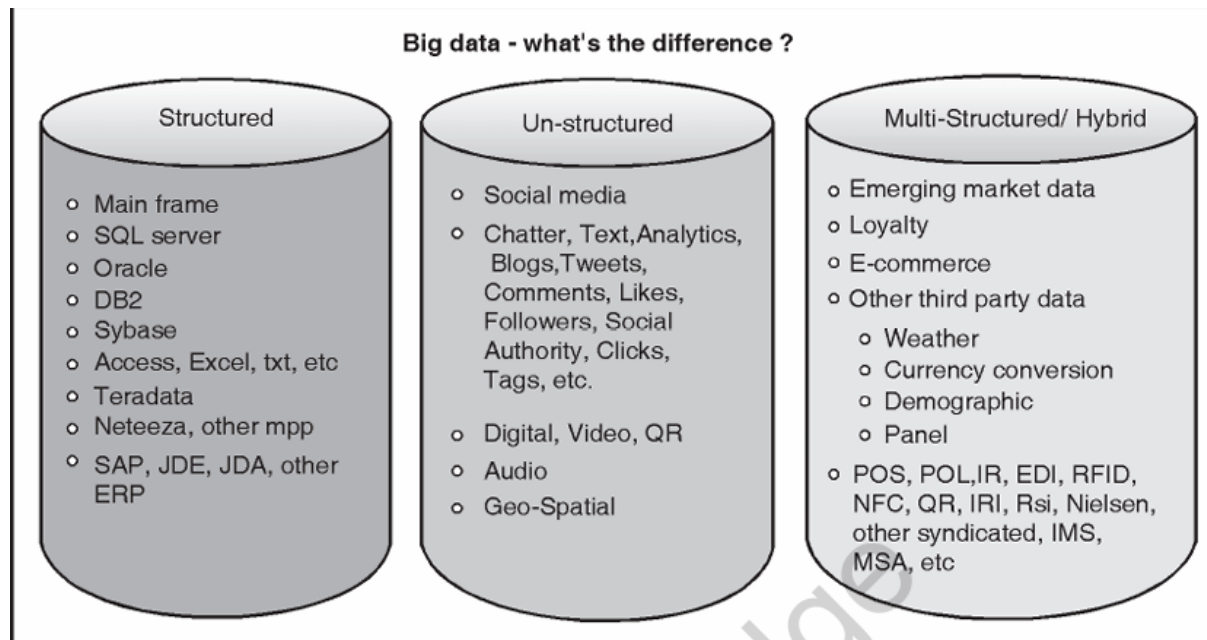 Big data - what's the difference ?
Structured
Main frame
SQL server
Oracle
DB2
Sybase
Access, Excel, txt, etc
Teradata
Neteeza, other mpp
SAP, JDE, JDA, other
ERP
Un-structured
Social media
Chatter, Text,Analytics,
Blogs,Tweets,
Comments, Likes,
Followers, Social
Authority, Clicks,
Tags, etc.
Digital, Video, QR
Audio
Geo-Spatial
Multi-Structured/ Hybrid
Emerging market data
Loyalty
E-commerce
Other third party data
Weather
Currency conversion
Demographic
Panel
POS, POL,IR, EDI, RFID,
NFC, QR, IRI, Rsi, Nielsen,
other syndicated, IMS,
MSA, etc